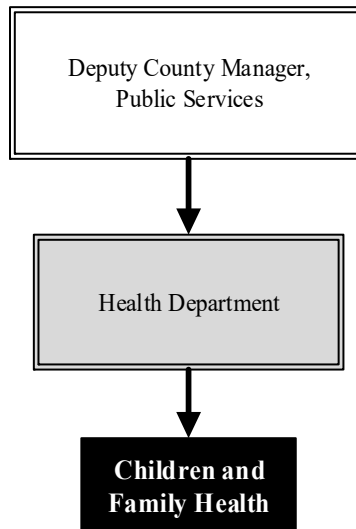 Deputy County Manager,
Public Services
Health Department
Children and
Family Health